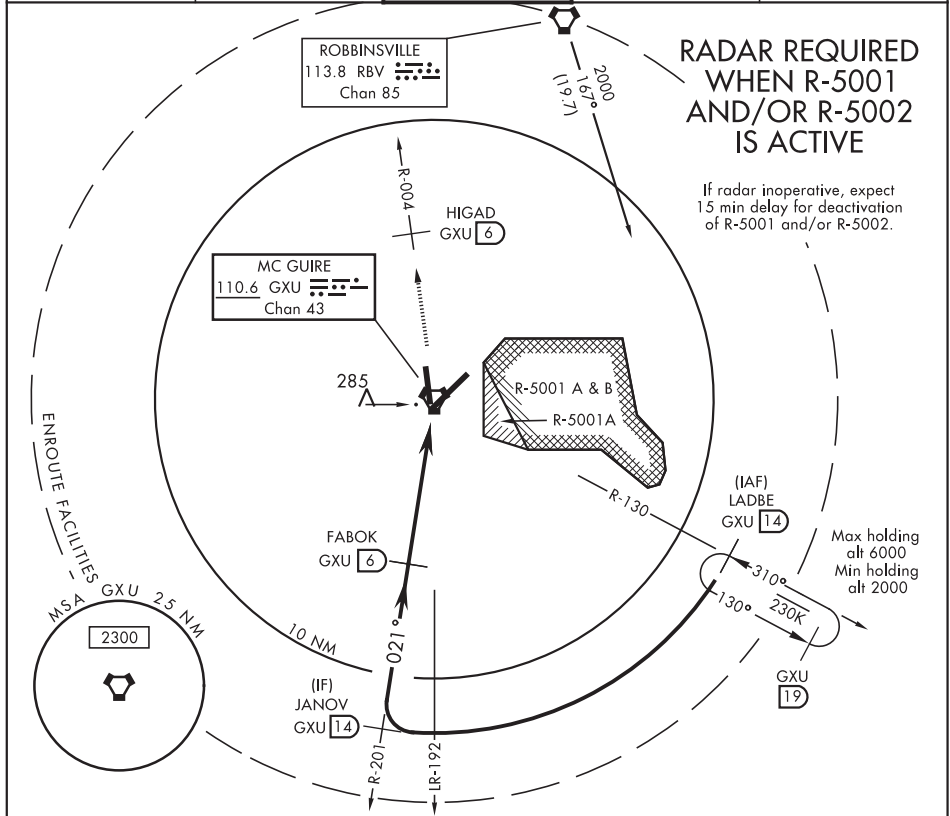 ROBBINSVILLE
113.8 RBV
Chan 85
2000
167°
(19.7)
RADAR REQUIRED
WHEN R-5001
AND/OR R-5002
IS ACTIVE
If radar inoperative, expect
15 min delay for deactivation
of R-5001 and/or R-5002.
R-004
HIGAD
GXU 6
MC GUIRE
110.6 GXU
Chan 43
285
R-5001 A & B
R-5001A
R-130
(IAF)
LADBE
GXU 14
Max holding
alt 6000
Min holding
alt 2000
310°
130°
230K
GXU
19
FABOK
GXU 6
021°
10 NM
ENROUTE FACILITIES
MSA GXU 25 NM
2300
(IF)
JANOV
GXU 14
R-201
LR-192